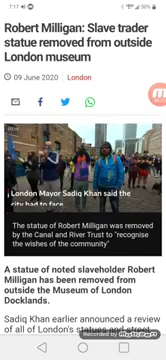 7:17
50%
Robert Milligan: Slave trader
statue removed from outside
London museum
09 June 2020
London
London Mayor Sadiq Khan said the
city had to face
The statue of Robert Milligan was removed
by the Canal and River Trust to "recognise
the wishes of the community"
A statue of noted slaveholder Robert
Milligan has been removed from
outside the Museum of London
Docklands.
Sadiq Khan earlier announced a review
of all of London's statues and street